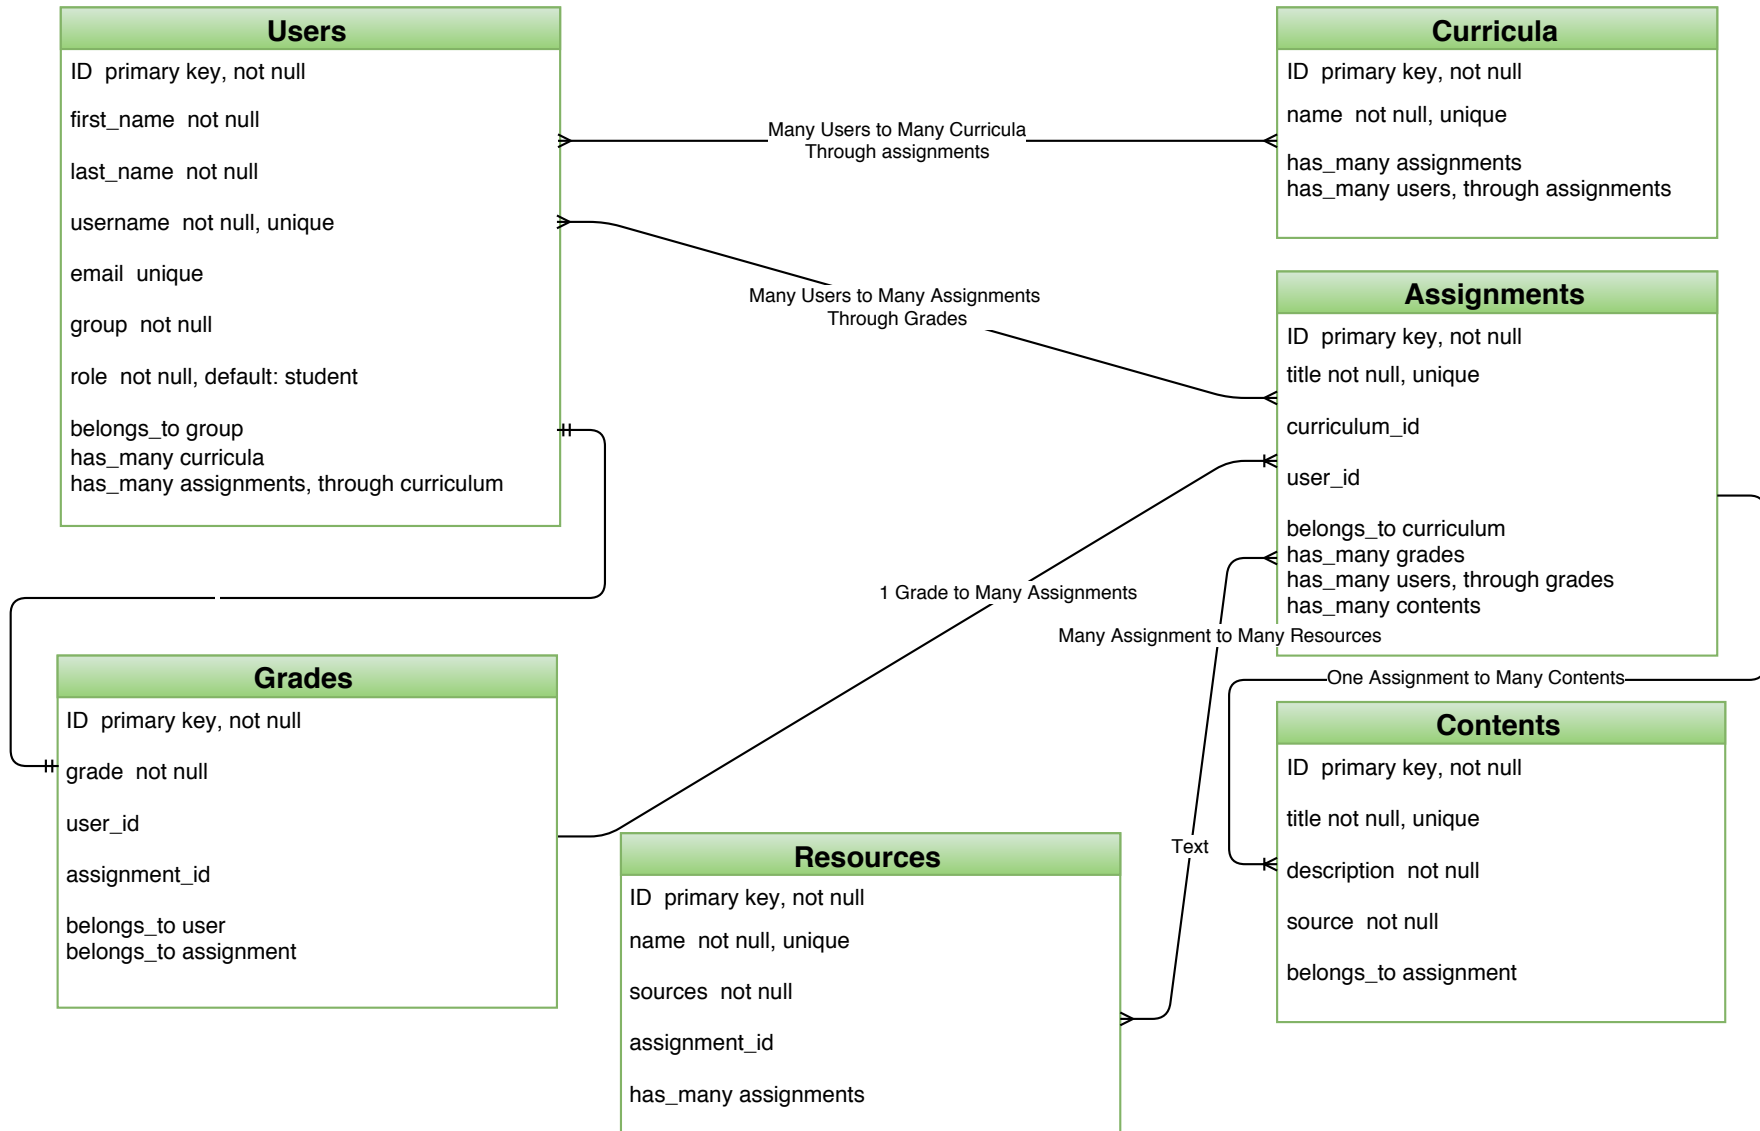 Users
ID  primary key, not null
first_name  not null
last_name  not null
username  not null, unique
email  unique
group  not null
role  not null, default: student
belongs_to group
has_many curricula
has_many assignments, through curriculum
Many Users to Many Curricula
Through assignments
Many Users to Many Assignments
Through Grades
Curricula
ID  primary key, not null
name  not null, unique
has_many assignments
has_many users, through assignments
Assignments
ID  primary key, not null
title not null, unique
curriculum_id
user_id
belongs_to curriculum
has_many grades
has_many users, through grades
has_many contents
1 Grade to Many Assignments
Many Assignment to Many Resources
One Assignment to Many Contents
Grades
ID  primary key, not null
grade  not null
user_id
assignment_id
belongs_to user
belongs_to assignment
Resources
ID  primary key, not null
name  not null, unique
sources  not null
assignment_id
has_many assignments
Text
Contents
ID  primary key, not null
title not null, unique
description  not null
source  not null
belongs_to assignment